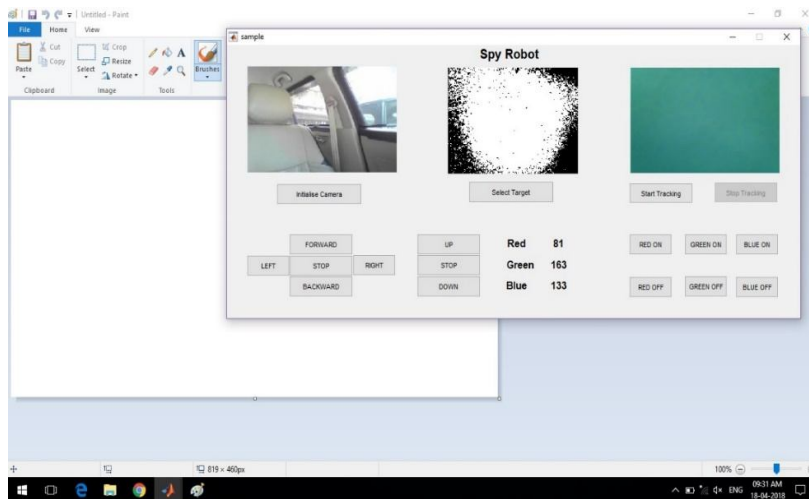 Untitled - Paint
File Home View
Cut
Copy
Paste
Clipboard
Select
Crop
Resize
Rotate
Image
A
Tools
Brushes
sample
Spy Robot
Initialise Camera
Select Target
Start Tracking Stop Tracking
FORWARD UP Red 81 RED ON GREEN ON BLUE ON
LEFT STOP RIGHT STOP Green 163
BACKWARD DOWN Blue 133 RED OFF GREEN OFF BLUE OFF
819 × 460px 100%
ENG 09:31 AM
18-04-2018